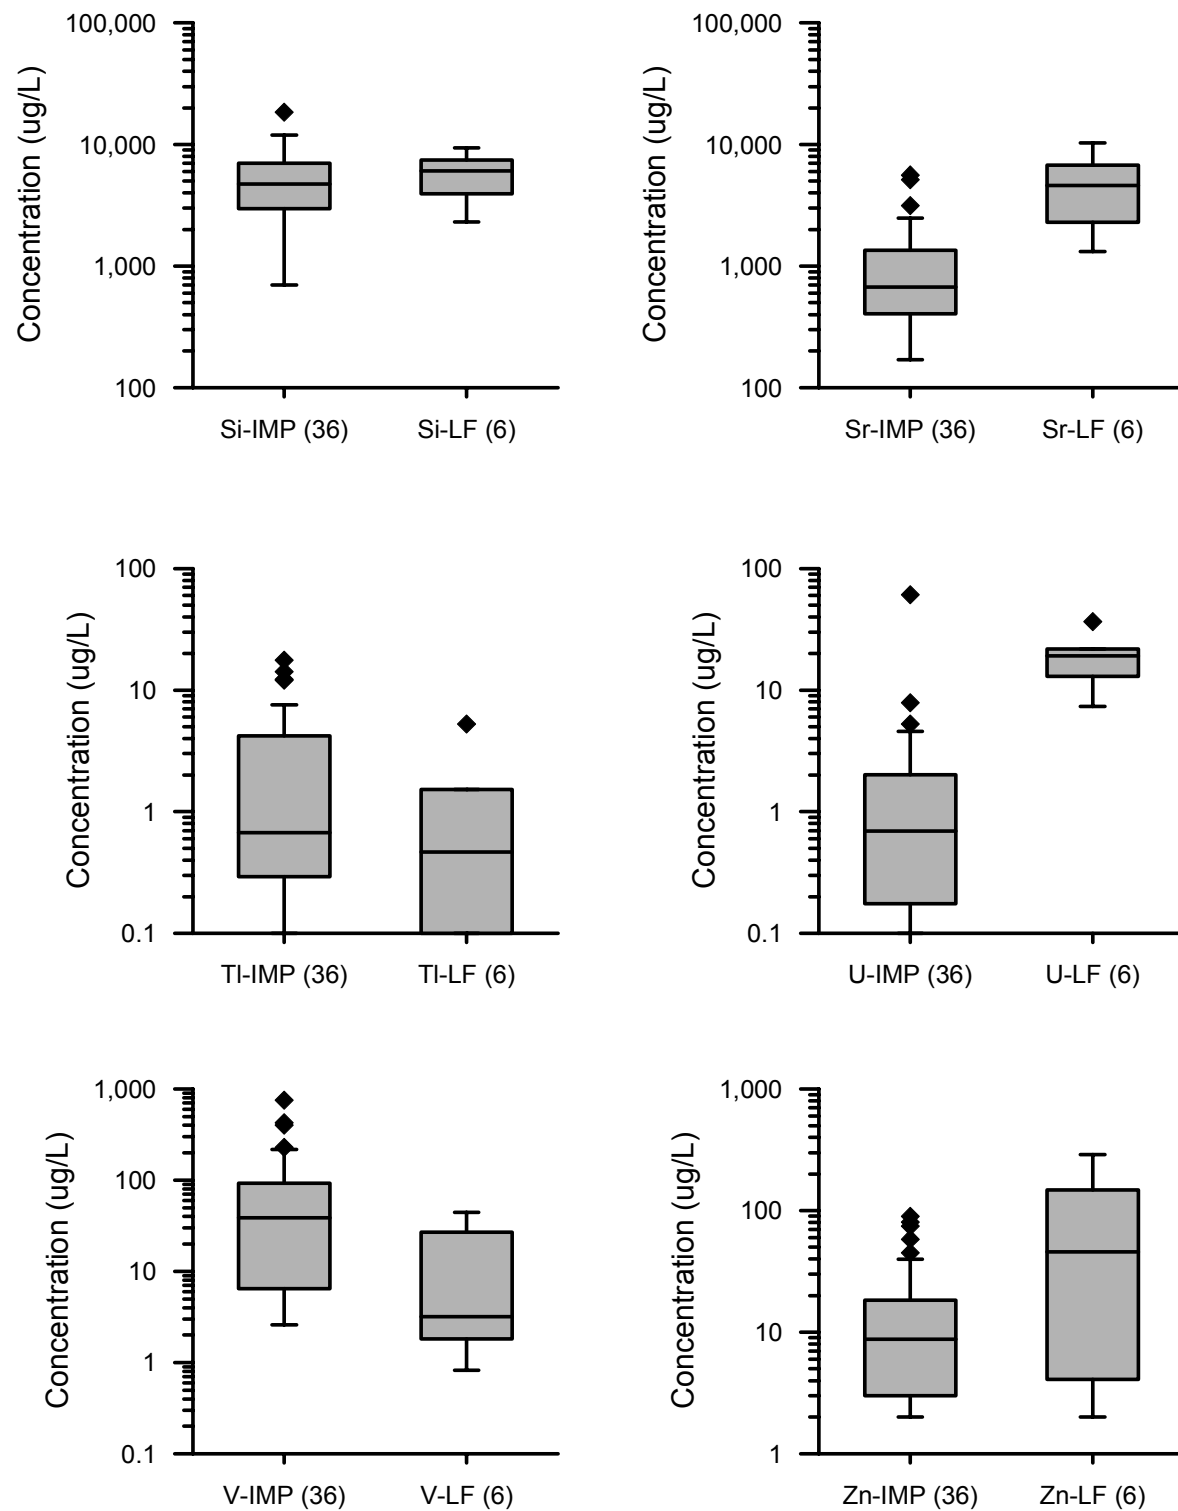 Concentration (ug/L)
100,000
10,000
1,000
100
Si-IMP (36)
Si-LF (6)
Concentration (ug/L)
100,000
10,000
1,000
100
Sr-IMP (36)
Sr-LF (6)
Concentration (ug/L)
100
10
1
0.1
Tl-IMP (36)
Tl-LF (6)
Concentration (ug/L)
100
10
1
0.1
U-IMP (36)
U-LF (6)
Concentration (ug/L)
1,000
100
10
1
0.1
V-IMP (36)
V-LF (6)
Concentration (ug/L)
1,000
100
10
1
Zn-IMP (36)
Zn-LF (6)